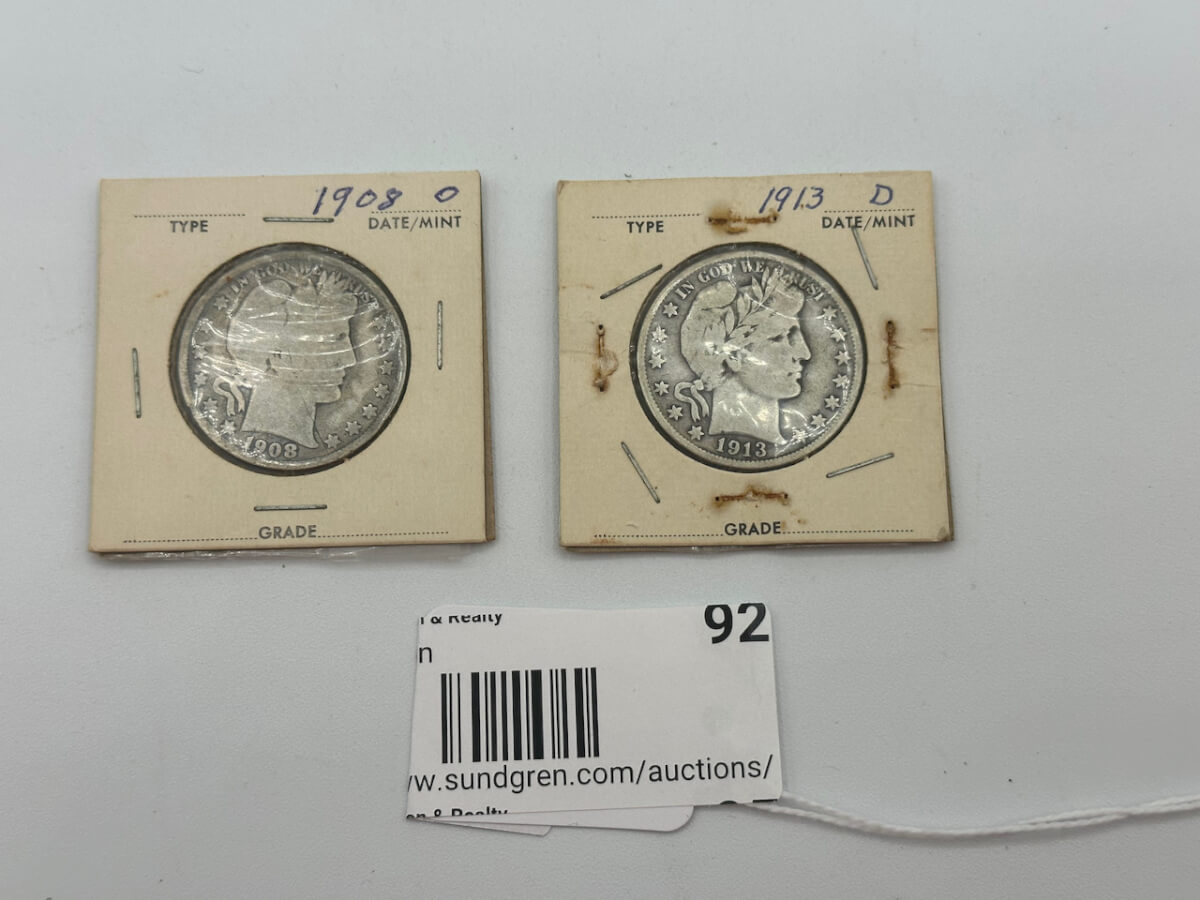 1908 O
TYPE DATE/MINT
IN GOD WE TRUST
1908
GRADE
1913 D
TYPE DATE/MINT
IN GOD WE TRUST
1913
GRADE
& Realty
92
n
w.sundgren.com/auctions/
& Realty